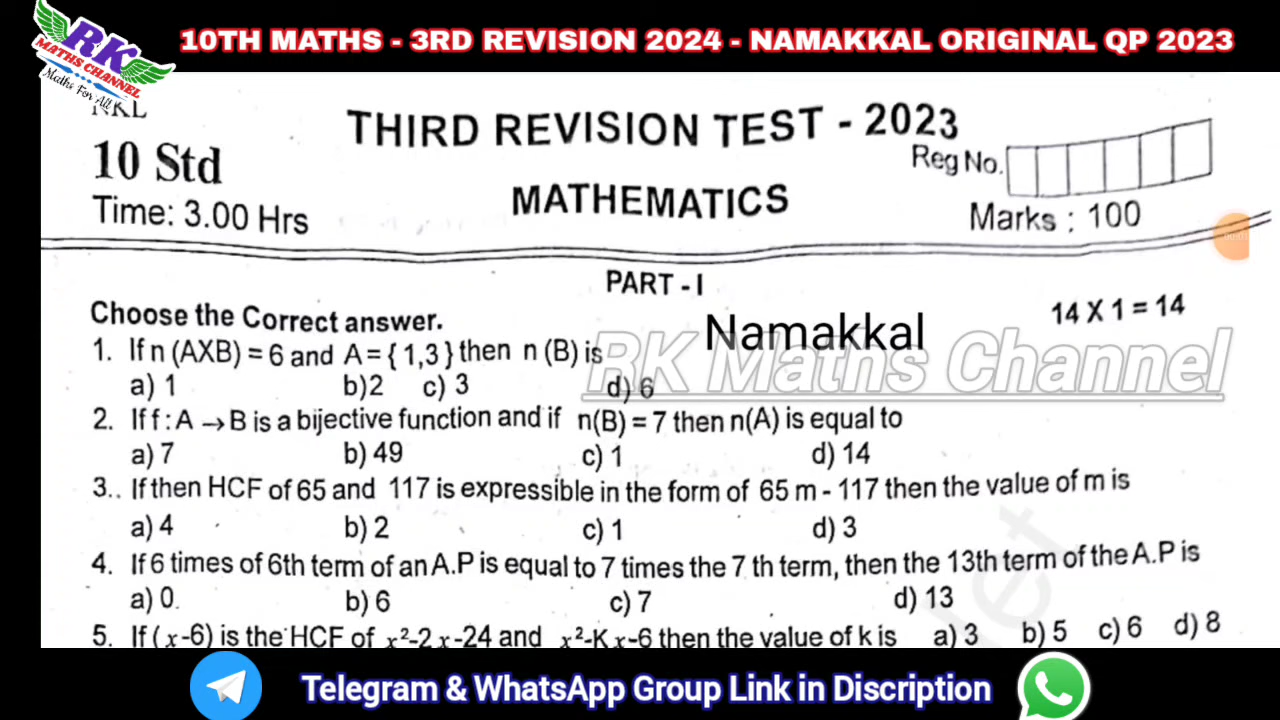 10TH MATHS - 3RD REVISION 2024 - NAMAKKAL ORIGINAL QP 2023
RK
MATHS CHANNEL
Maths For All
NKL
THIRD REVISION TEST - 2023
10 Std
Reg No.
MATHEMATICS
Time: 3.00 Hrs
Marks : 100
PART - I
Choose the Correct answer.
14 X 1 = 14
Namakkal
RK Maths Channel
1. If n (AXB) = 6 and A = { 1,3 } then n (B) is
a) 1 b)2 c) 3 d) 6
2. If f : A → B is a bijective function and if n(B) = 7 then n(A) is equal to
a) 7 b) 49 c) 1 d) 14
3.. If then HCF of 65 and 117 is expressible in the form of 65 m - 117 then the value of m is
a) 4 b) 2 c) 1 d) 3
4. If 6 times of 6th term of an A.P is equal to 7 times the 7 th term, then the 13th term of the A.P is
a) 0. b) 6 c) 7 d) 13
5. If (x-6) is the HCF of x²-2x-24 and x²-Kx-6 then the value of k is a) 3 b) 5 c) 6 d) 8
Telegram & WhatsApp Group Link in Discription